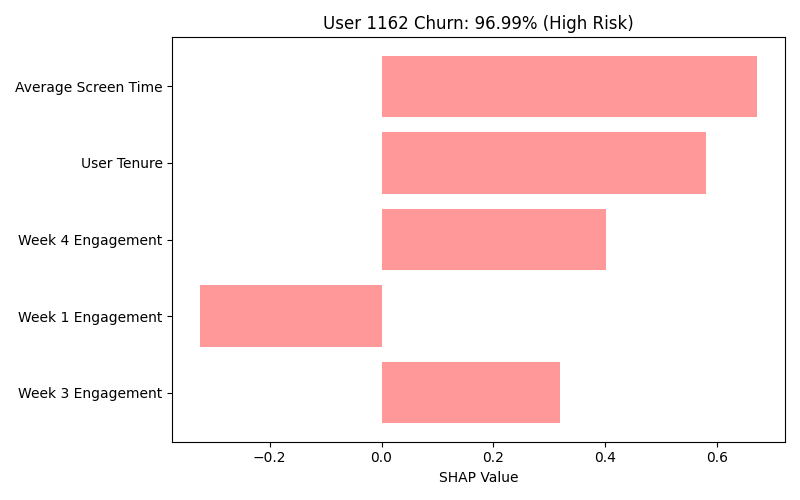 User 1162 Churn: 96.99% (High Risk)
Average Screen Time
User Tenure
Week 4 Engagement
Week 1 Engagement
Week 3 Engagement
−0.2 0.0 0.2 0.4 0.6
SHAP Value